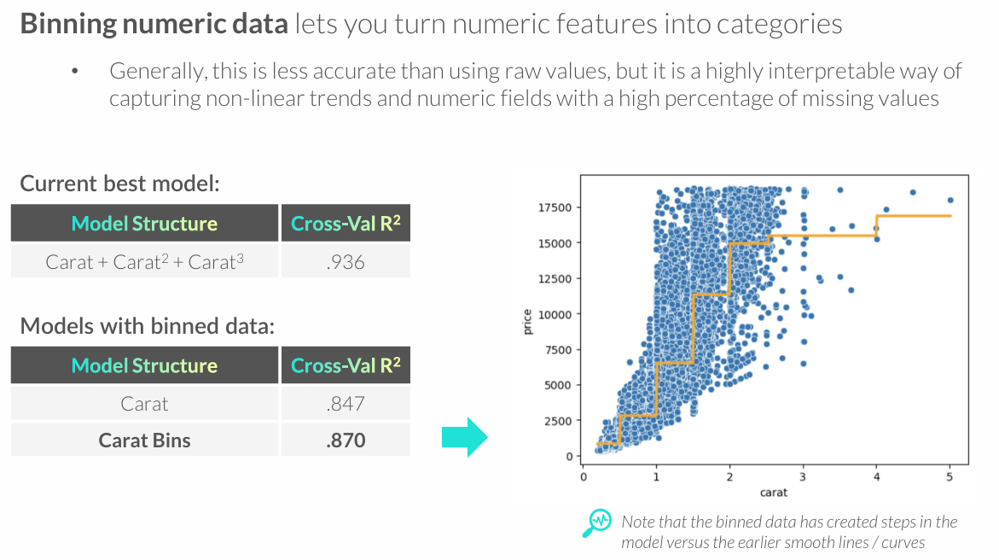 Binning numeric data lets you turn numeric features into categories
• Generally, this is less accurate than using raw values, but it is a highly interpretable way of
capturing non-linear trends and numeric fields with a high percentage of missing values
Current best model:
Model Structure Cross-Val R²
Carat + Carat² + Carat³ .936
Models with binned data:
Model Structure Cross-Val R²
Carat .847
Carat Bins .870
price
17500
15000
12500
10000
7500
5000
2500
0
0 1 2 3 4 5
carat
Note that the binned data has created steps in the
model versus the earlier smooth lines / curves